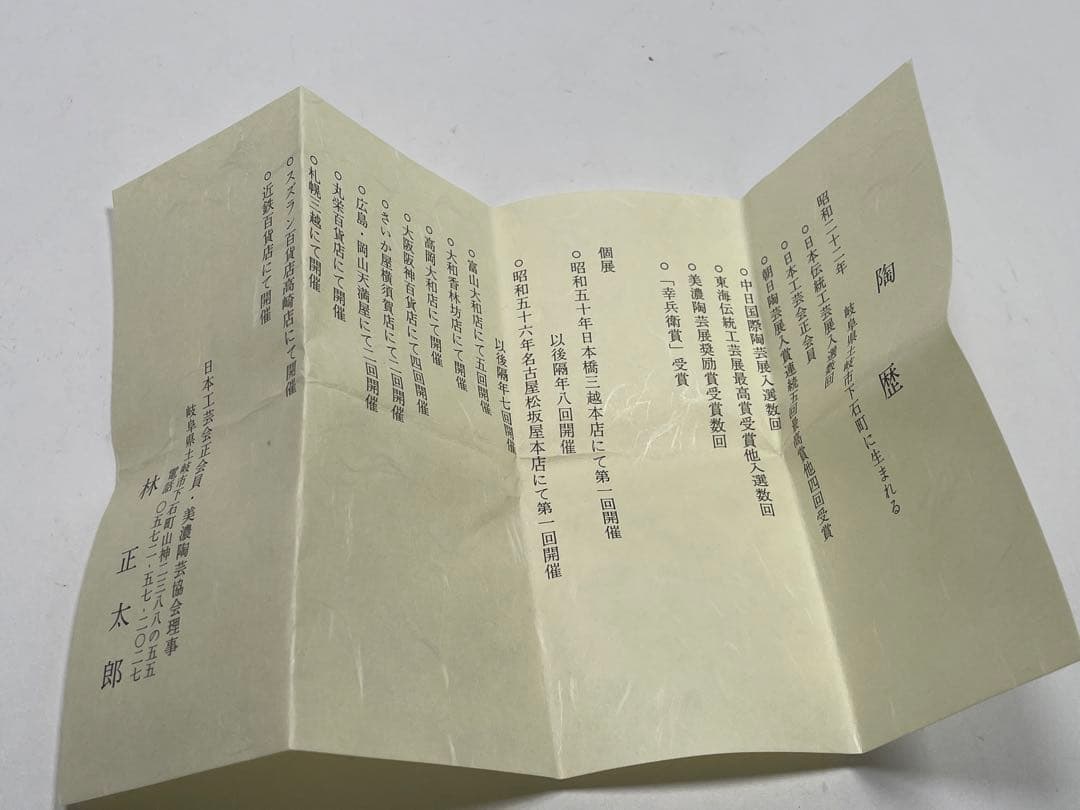 陶歴
昭和二十二年　岐阜県土岐市下石町に生まれる
○日本工芸会正会員
○日本伝統工芸展入選数回
○朝日陶芸展入賞連続五回最高賞他四回受賞
○中日国際陶芸展入選数回
○東海伝統工芸展最高賞受賞他入選数回
○美濃陶芸展奨励賞受賞数回
○「幸兵衛賞」受賞
個展
○昭和五十年日本橋三越本店にて第一回開催
以後隔年八回開催
○昭和五十六年名古屋松坂屋本店にて第一回開催
以後隔年七回開催
○富山大和店にて五回開催
○大和香林坊店にて開催
○高岡大和店にて開催
○大阪阪神百貨店にて四回開催
○さいか屋横須賀店にて二回開催
○広島・岡山天満屋にて二回開催
○丸栄百貨店にて開催
○札幌三越にて開催
○スズラン百貨店高崎店にて開催
○近鉄百貨店にて開催
日本工芸会正会員・美濃陶芸協会理事
岐阜県土岐市下石町山神二三八八の五五
電話　〇五七二・五七・二〇二七
林　正太郎